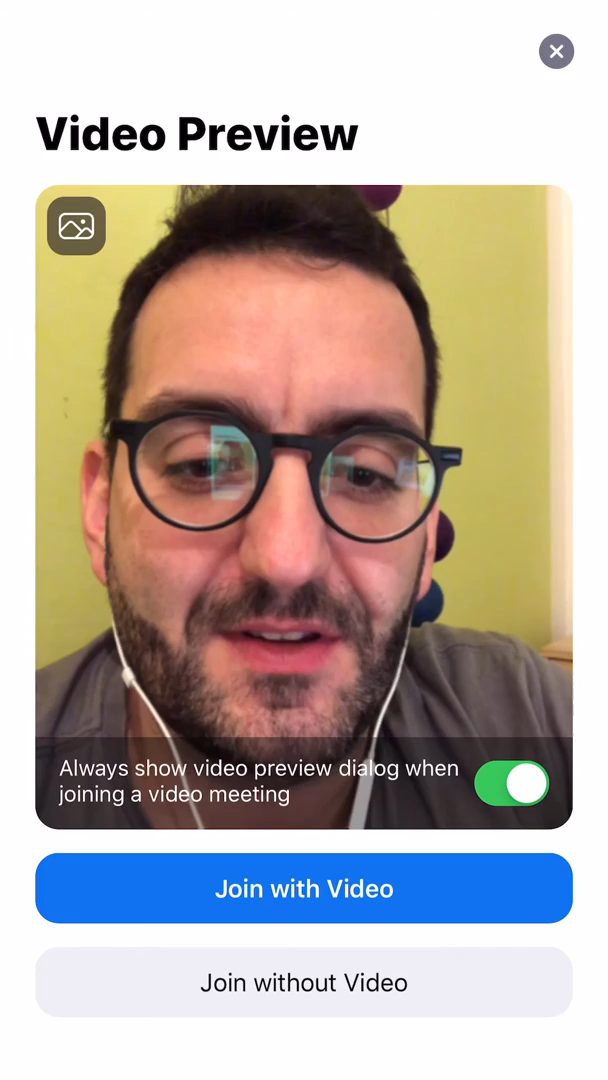 Video Preview
Always show video preview dialog when
joining a video meeting
Join with Video
Join without Video